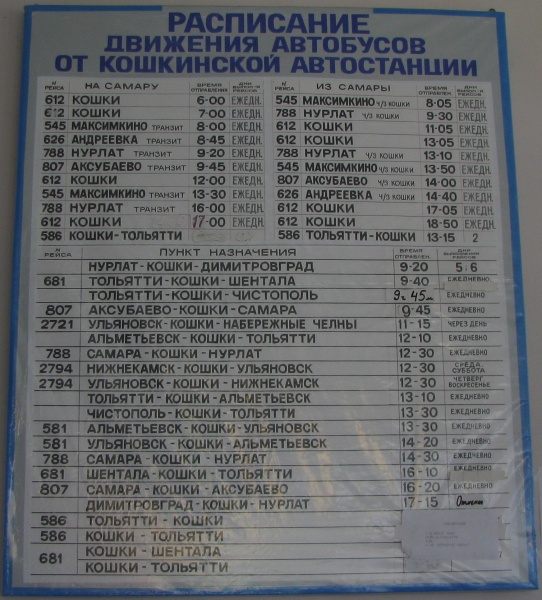 РАСПИСАНИЕ
ДВИЖЕНИЯ АВТОБУСОВ
ОТ КОШКИНСКОЙ АВТОСТАНЦИИ
N РЕЙСА НА САМАРУ ВРЕМЯ ОТПРАВЛЕНИЯ ДНИ
612 КОШКИ 6-00 ЕЖЕДН.
612 КОШКИ 7-00 ЕЖЕДН.
545 МАКСИМКИНО ТРАНЗИТ 8-00 ЕЖЕДН.
626 АНДРЕЕВКА ТРАНЗИТ 8-45 ЕЖЕДН.
788 НУРЛАТ ТРАНЗИТ 9-20 ЕЖЕДН.
807 АКСУБАЕВО ТРАНЗИТ 9-45 ЕЖЕДН.
612 КОШКИ 12-00 ЕЖЕДН.
545 МАКСИМКИНО ТРАНЗИТ 13-30 ЕЖЕДН.
788 НУРЛАТ ТРАНЗИТ 16-00 ЕЖЕДН.
612 КОШКИ 17-00 ЕЖЕДН.
586 КОШКИ-ТОЛЬЯТТИ
N РЕЙСА ИЗ САМАРЫ ВРЕМЯ ОТПРАВЛЕН. ДНИ
545 МАКСИМКИНО Ч/З КОШКИ 8-05 ЕЖЕДН.
788 НУРЛАТ Ч/З КОШКИ 9-30 ЕЖЕДН.
612 КОШКИ 11-05 ЕЖЕДН.
612 КОШКИ 13-05 ЕЖЕДН.
788 НУРЛАТ Ч/З КОШКИ 13-10 ЕЖЕДН.
545 МАКСИМКИНО Ч/З КОШКИ 13-50 ЕЖЕДН.
807 АКСУБАЕВО Ч/З КОШКИ 14-00 ЕЖЕДН.
626 АНДРЕЕВКА Ч/З КОШКИ 14-40 ЕЖЕДН.
612 КОШКИ 17-05 ЕЖЕДН.
612 КОШКИ 18-50 ЕЖЕДН.
586 ТОЛЬЯТТИ-КОШКИ 13-15 2
N РЕЙСА ПУНКТ НАЗНАЧЕНИЯ ВРЕМЯ ОТПРАВЛЕН. ДНИ
НУРЛАТ-КОШКИ-ДИМИТРОВГРАД 9-20 5;6
681 ТОЛЬЯТТИ-КОШКИ-ШЕНТАЛА 9-40 ЕЖЕДНЕВНО
ТОЛЬЯТТИ-КОШКИ-ЧИСТОПОЛЬ 9ч 45м ЕЖЕДНЕВНО
807 АКСУБАЕВО-КОШКИ-САМАРА 9-45 ЕЖЕДНЕВНО
2721 УЛЬЯНОВСК-КОШКИ-НАБЕРЕЖНЫЕ ЧЕЛНЫ 11-15 ЧЕРЕЗ ДЕНЬ
АЛЬМЕТЬЕВСК-КОШКИ-ТОЛЬЯТТИ 12-10 ЕЖЕДНЕВНО
788 САМАРА-КОШКИ-НУРЛАТ 12-30 ЕЖЕДНЕВНО
2794 НИЖНЕКАМСК-КОШКИ-УЛЬЯНОВСК 12-30 СРЕДА, СУББОТА
2794 УЛЬЯНОВСК-КОШКИ-НИЖНЕКАМСК 12-30 ЧЕТВЕРГ ВОСКРЕСЕНЬЕ
ТОЛЬЯТТИ-КОШКИ-АЛЬМЕТЬЕВСК 13-10 ЕЖЕДНЕВНО
ЧИСТОПОЛЬ-КОШКИ-ТОЛЬЯТТИ 13-30 ЕЖЕДНЕВНО
581 АЛЬМЕТЬЕВСК-КОШКИ-УЛЬЯНОВСК 13-30 ЕЖЕДНЕВНО
581 УЛЬЯНОВСК-КОШКИ-АЛЬМЕТЬЕВСК 14-20 ЕЖЕДНЕВНО
788 САМАРА-КОШКИ-НУРЛАТ 14-30 ЕЖЕДНЕВНО
681 ШЕНТАЛА-КОШКИ-ТОЛЬЯТТИ 16-10 ЕЖЕДНЕВНО
807 САМАРА-КОШКИ-АКСУБАЕВО 16-20 ЕЖЕДНЕВНО
ДИМИТРОВГРАД-КОШКИ-НУРЛАТ 17-15
586 ТОЛЬЯТТИ-КОШКИ
586 КОШКИ-ТОЛЬЯТТИ
681 КОШКИ-ШЕНТАЛА
КОШКИ-ТОЛЬЯТТИ